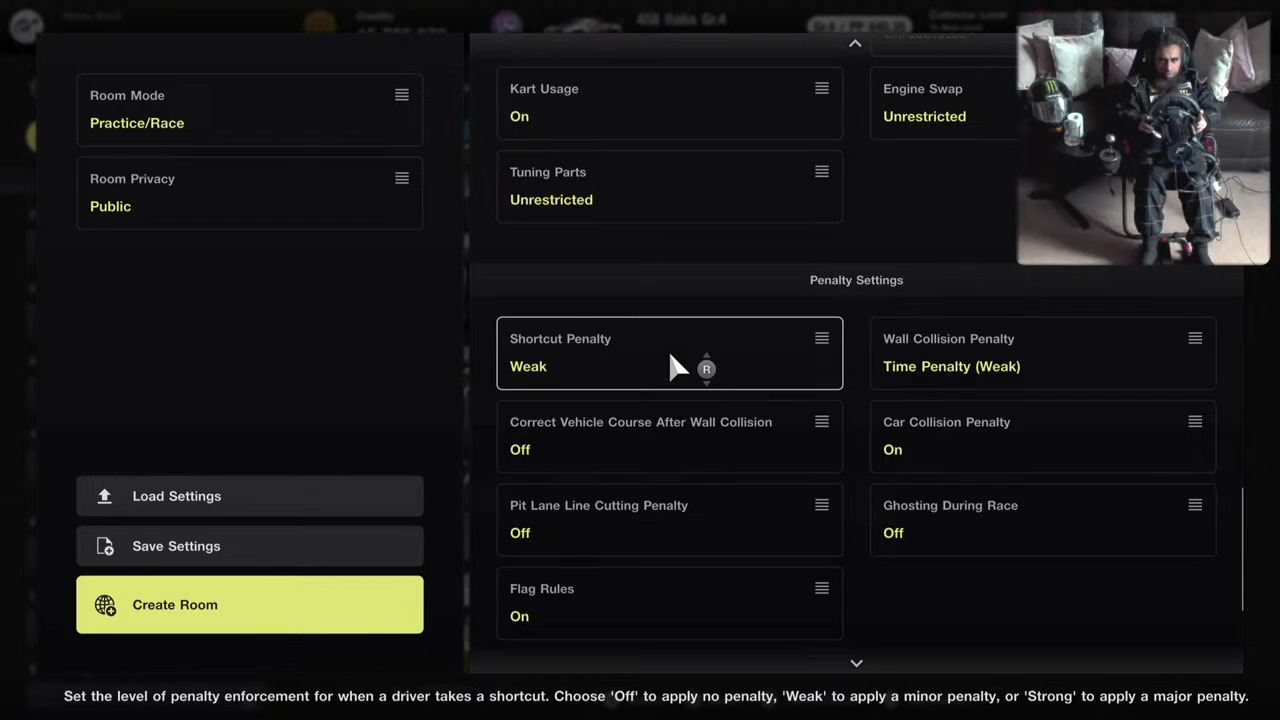 458 Italia Gr.4
Room Mode
Practice/Race
Room Privacy
Public
Load Settings
Save Settings
Create Room
Kart Usage
On
Engine Swap
Unrestricted
Tuning Parts
Unrestricted
Penalty Settings
Shortcut Penalty
Weak
R
Wall Collision Penalty
Time Penalty (Weak)
Correct Vehicle Course After Wall Collision
Off
Car Collision Penalty
On
Pit Lane Line Cutting Penalty
Off
Ghosting During Race
Off
Flag Rules
On
Set the level of penalty enforcement for when a driver takes a shortcut. Choose 'Off' to apply no penalty, 'Weak' to apply a minor penalty, or 'Strong' to apply a major penalty.